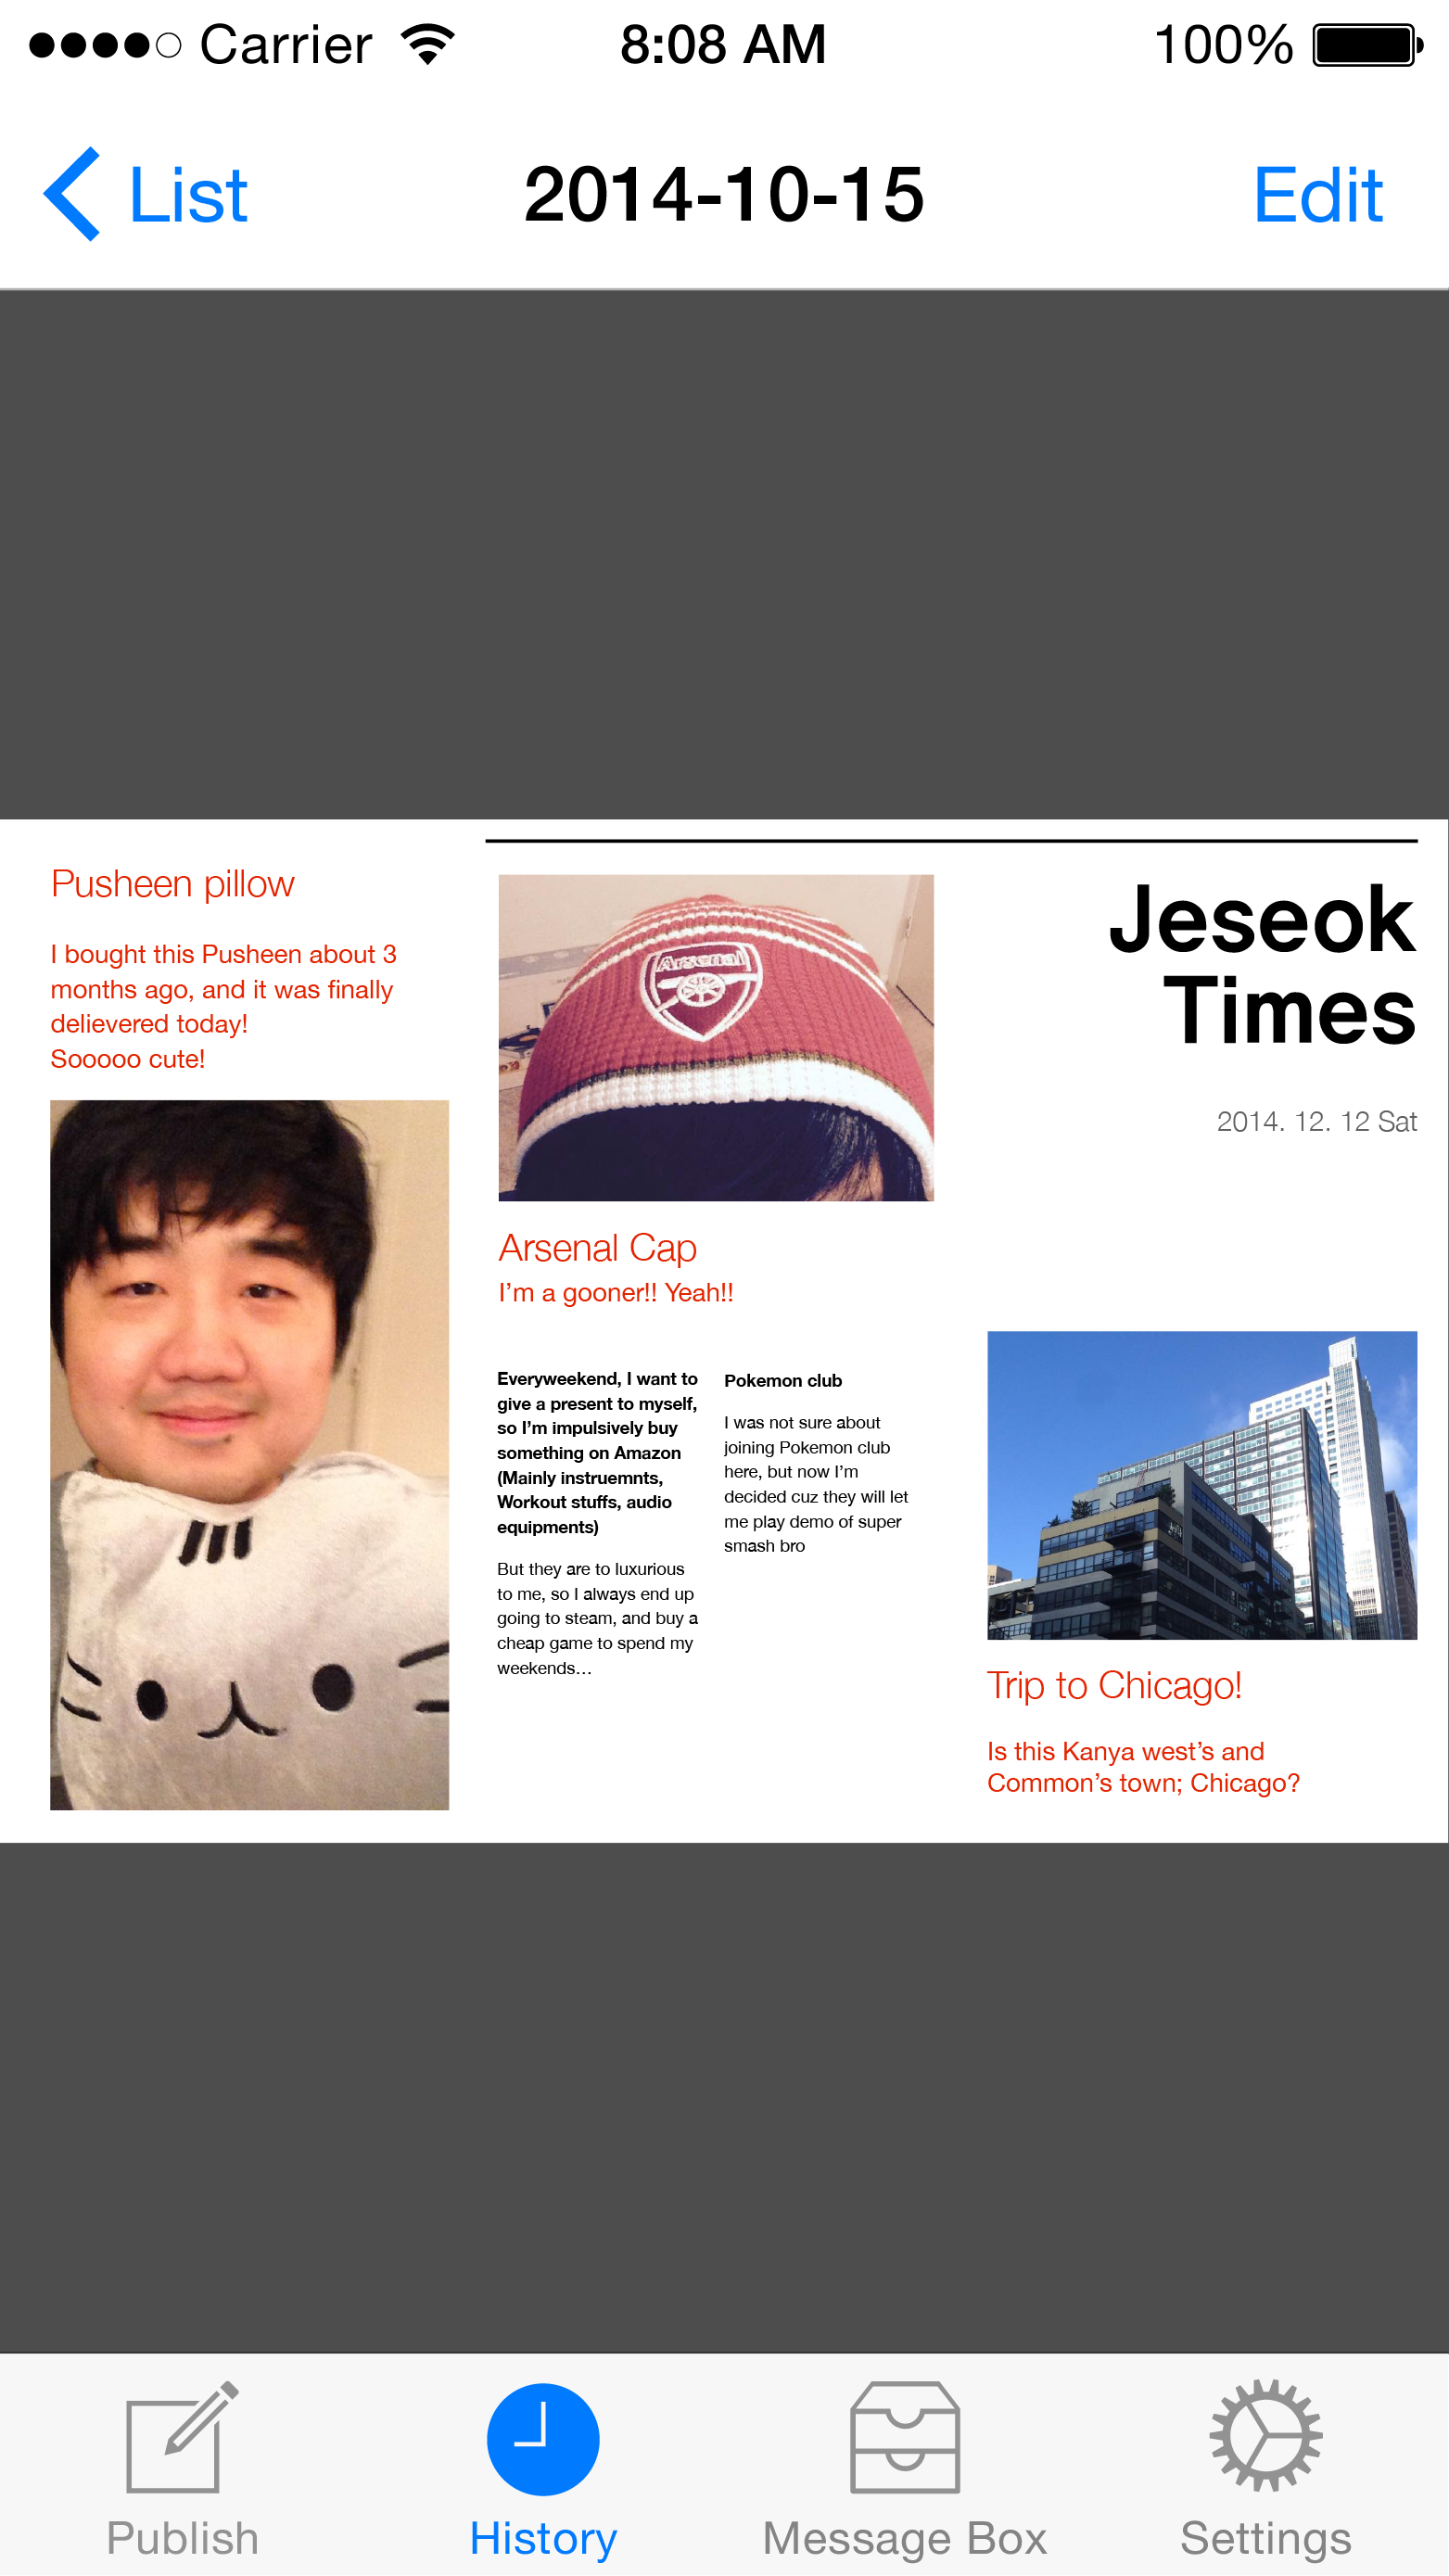 Carrier 8:08 AM 100%
List 2014-10-15 Edit
Pusheen pillow
I bought this Pusheen about 3
months ago, and it was finally
delievered today!
Sooooo cute!
Arsenal
Arsenal Cap
I'm a gooner!! Yeah!!
Everyweekend, I want to
give a present to myself,
so I'm impulsively buy
something on Amazon
(Mainly instruemnts,
Workout stuffs, audio
equipments)
But they are to luxurious
to me, so I always end up
going to steam, and buy a
cheap game to spend my
weekends...
Pokemon club
I was not sure about
joining Pokemon club
here, but now I'm
decided cuz they will let
me play demo of super
smash bro
Jeseok
Times
2014. 12. 12 Sat
Trip to Chicago!
Is this Kanya west's and
Common's town; Chicago?
Publish History Message Box Settings